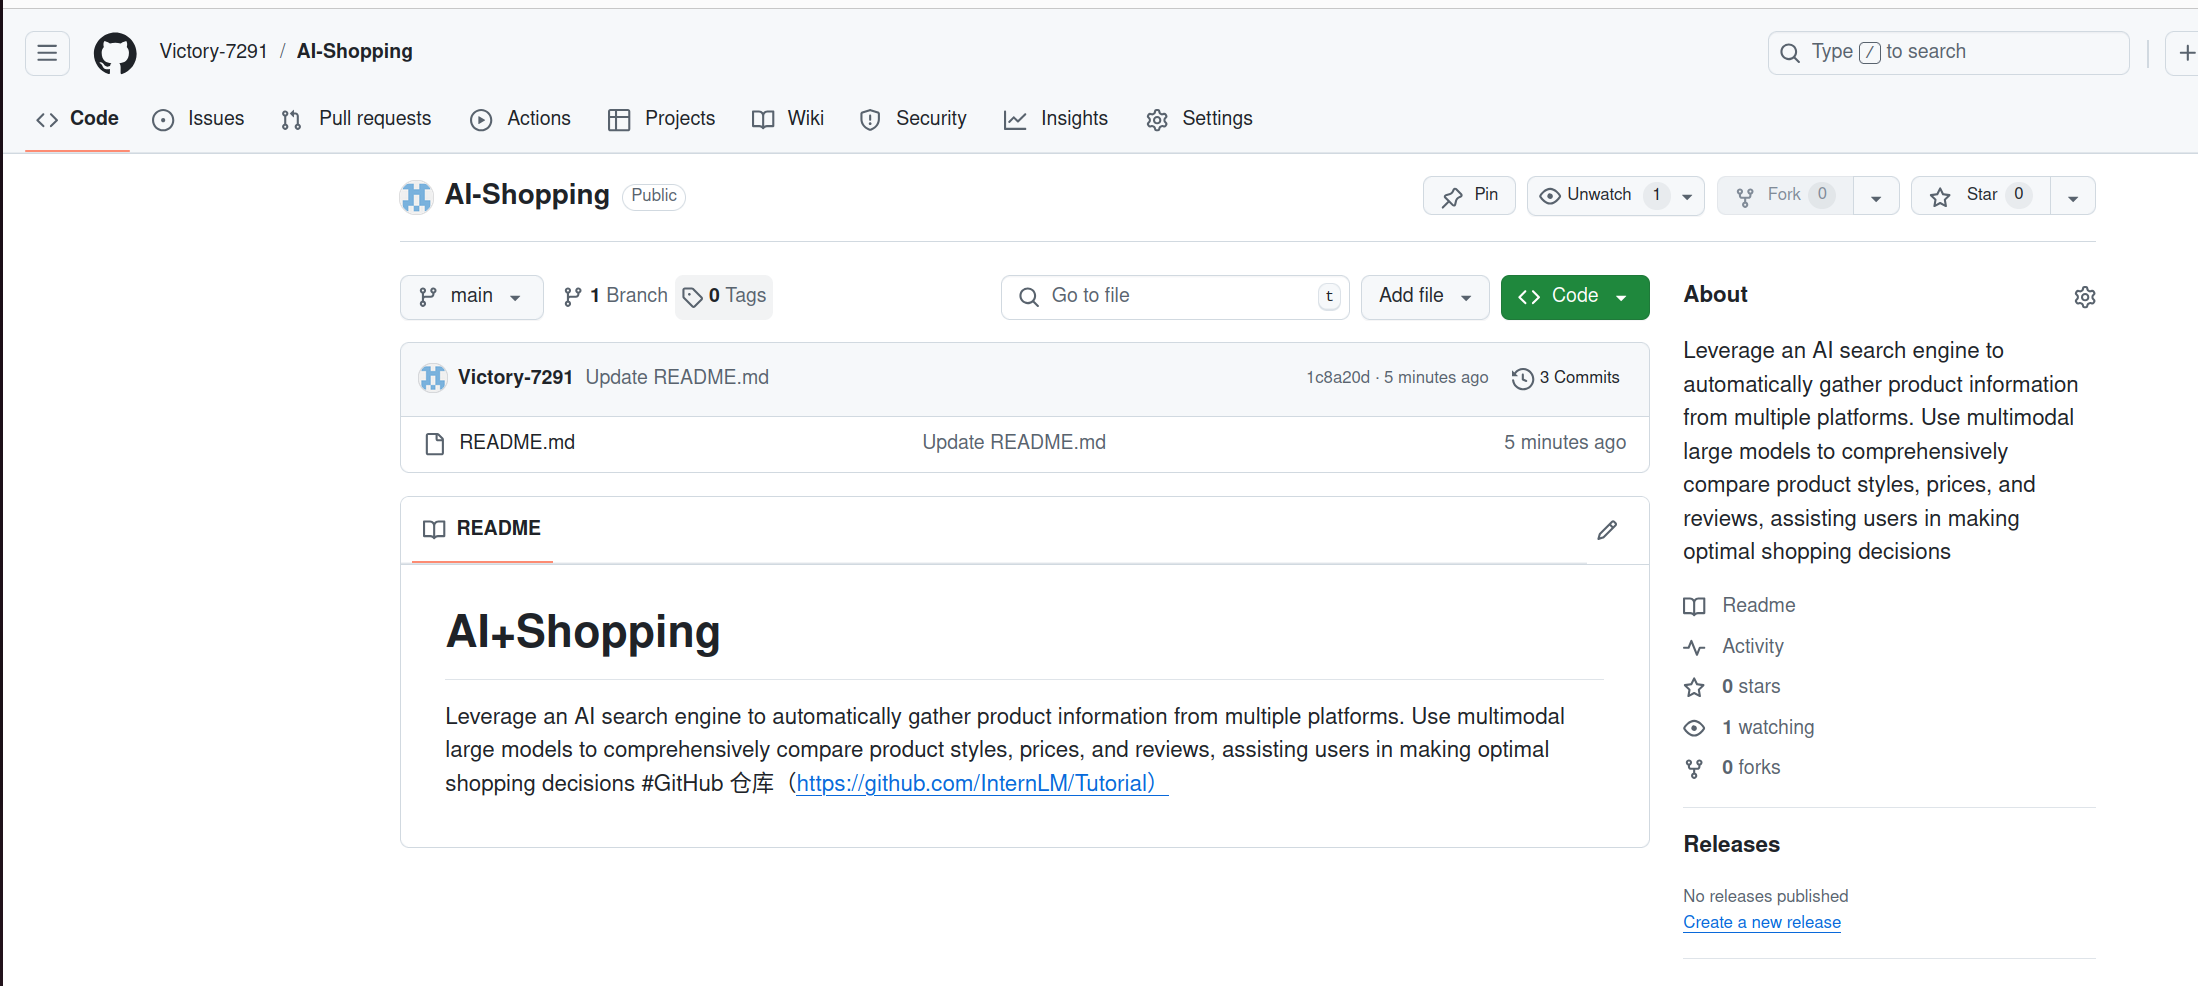 Victory-7291 / AI-Shopping
Type / to search
Code Issues Pull requests Actions Projects Wiki Security Insights Settings
AI-Shopping Public
Pin Unwatch 1 Fork 0 Star 0
main 1 Branch 0 Tags Go to file t Add file Code
Victory-7291 Update README.md 1c8a20d · 5 minutes ago 3 Commits
README.md Update README.md 5 minutes ago
README
AI+Shopping
Leverage an AI search engine to automatically gather product information from multiple platforms. Use multimodal
large models to comprehensively compare product styles, prices, and reviews, assisting users in making optimal
shopping decisions #GitHub 仓库（https://github.com/InternLM/Tutorial）
About
Leverage an AI search engine to
automatically gather product information
from multiple platforms. Use multimodal
large models to comprehensively
compare product styles, prices, and
reviews, assisting users in making
optimal shopping decisions
Readme
Activity
0 stars
1 watching
0 forks
Releases
No releases published
Create a new release